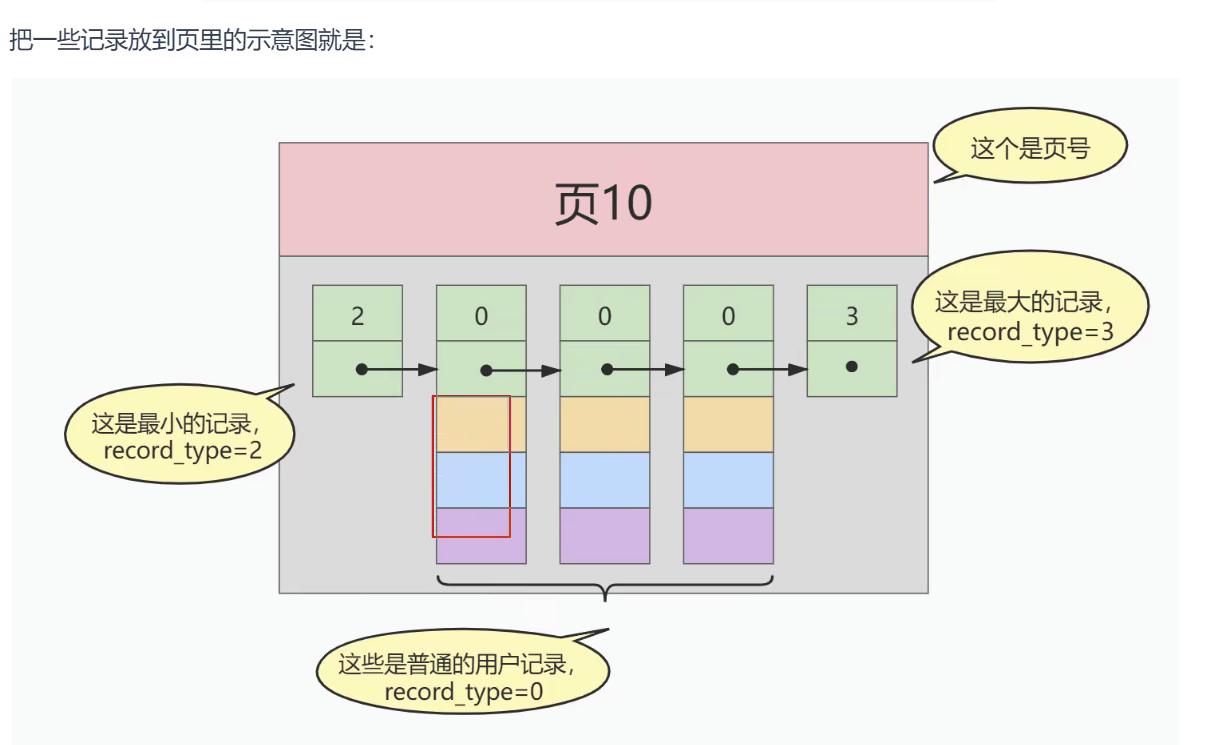 把一些记录放到页里的示意图就是：
这个是页号
页10
这是最大的记录，
record_type=3
2 0 0 0 3
这是最小的记录，
record_type=2
这些是普通的用户记录，
record_type=0